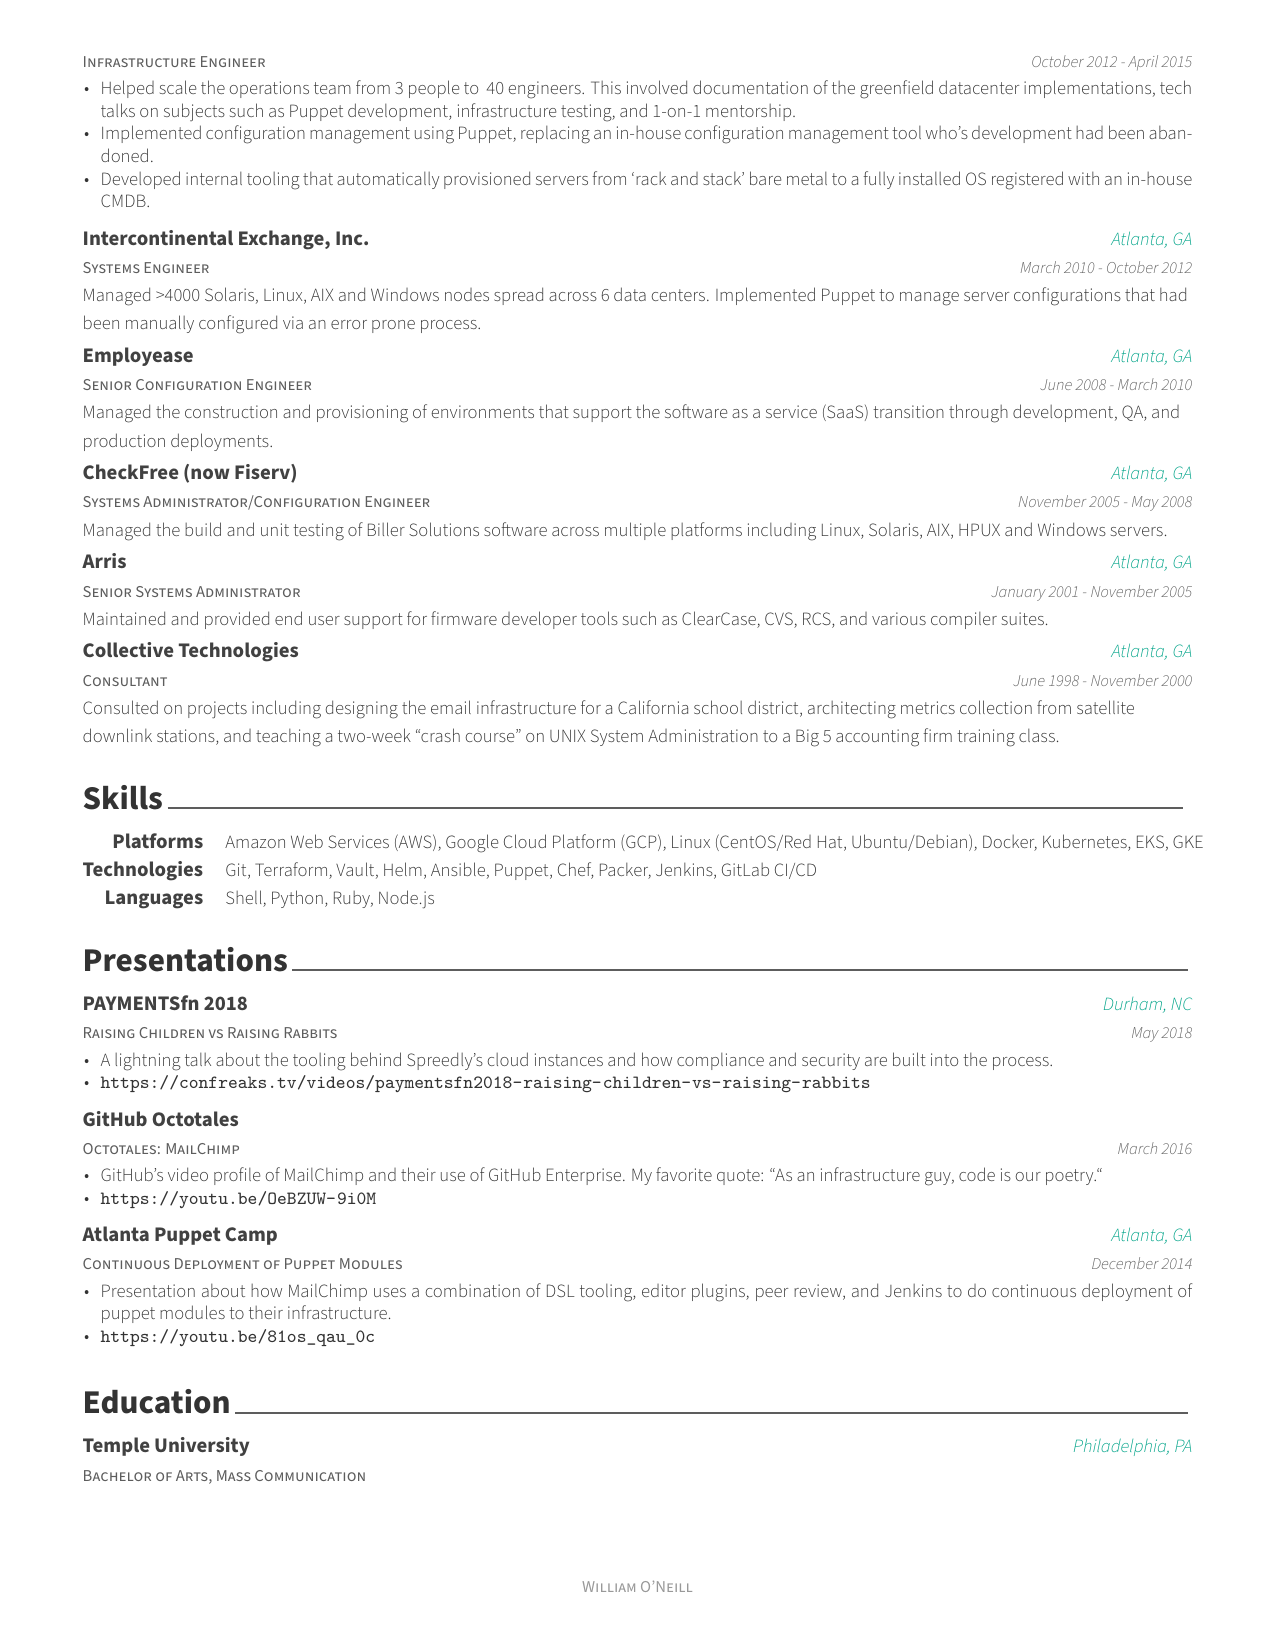 Infrastructure Engineer October 2012 - April 2015
• Helped scale the operations team from 3 people to 40 engineers. This involved documentation of the greenfield datacenter implementations, tech
talks on subjects such as Puppet development, infrastructure testing, and 1-on-1 mentorship.
• Implemented configuration management using Puppet, replacing an in-house configuration management tool who's development had been aban-
doned.
• Developed internal tooling that automatically provisioned servers from ‘rack and stack’ bare metal to a fully installed OS registered with an in-house
CMDB.
Intercontinental Exchange, Inc. Atlanta, GA
Systems Engineer March 2010 - October 2012
Managed >4000 Solaris, Linux, AIX and Windows nodes spread across 6 data centers. Implemented Puppet to manage server configurations that had
been manually configured via an error prone process.
Employease Atlanta, GA
Senior Configuration Engineer June 2008 - March 2010
Managed the construction and provisioning of environments that support the software as a service (SaaS) transition through development, QA, and
production deployments.
CheckFree (now Fiserv) Atlanta, GA
Systems Administrator/Configuration Engineer November 2005 - May 2008
Managed the build and unit testing of Biller Solutions software across multiple platforms including Linux, Solaris, AIX, HPUX and Windows servers.
Arris Atlanta, GA
Senior Systems Administrator January 2001 - November 2005
Maintained and provided end user support for firmware developer tools such as ClearCase, CVS, RCS, and various compiler suites.
Collective Technologies Atlanta, GA
Consultant June 1998 - November 2000
Consulted on projects including designing the email infrastructure for a California school district, architecting metrics collection from satellite
downlink stations, and teaching a two-week “crash course” on UNIX System Administration to a Big 5 accounting firm training class.
Skills
Platforms Amazon Web Services (AWS), Google Cloud Platform (GCP), Linux (CentOS/Red Hat, Ubuntu/Debian), Docker, Kubernetes, EKS, GKE
Technologies Git, Terraform, Vault, Helm, Ansible, Puppet, Chef, Packer, Jenkins, GitLab CI/CD
Languages Shell, Python, Ruby, Node.js
Presentations
PAYMENTSfn 2018 Durham, NC
Raising Children vs Raising Rabbits May 2018
• A lightning talk about the tooling behind Spreedly’s cloud instances and how compliance and security are built into the process.
• https://confreaks.tv/videos/paymentsfn2018-raising-children-vs-raising-rabbits
GitHub Octotales
Octotales: MailChimp March 2016
• GitHub’s video profile of MailChimp and their use of GitHub Enterprise. My favorite quote: “As an infrastructure guy, code is our poetry.“
• https://youtu.be/OeBZUW-9i0M
Atlanta Puppet Camp Atlanta, GA
Continuous Deployment of Puppet Modules December 2014
• Presentation about how MailChimp uses a combination of DSL tooling, editor plugins, peer review, and Jenkins to do continuous deployment of
puppet modules to their infrastructure.
• https://youtu.be/81os_qau_0c
Education
Temple University Philadelphia, PA
Bachelor of Arts, Mass Communication
William O’Neill